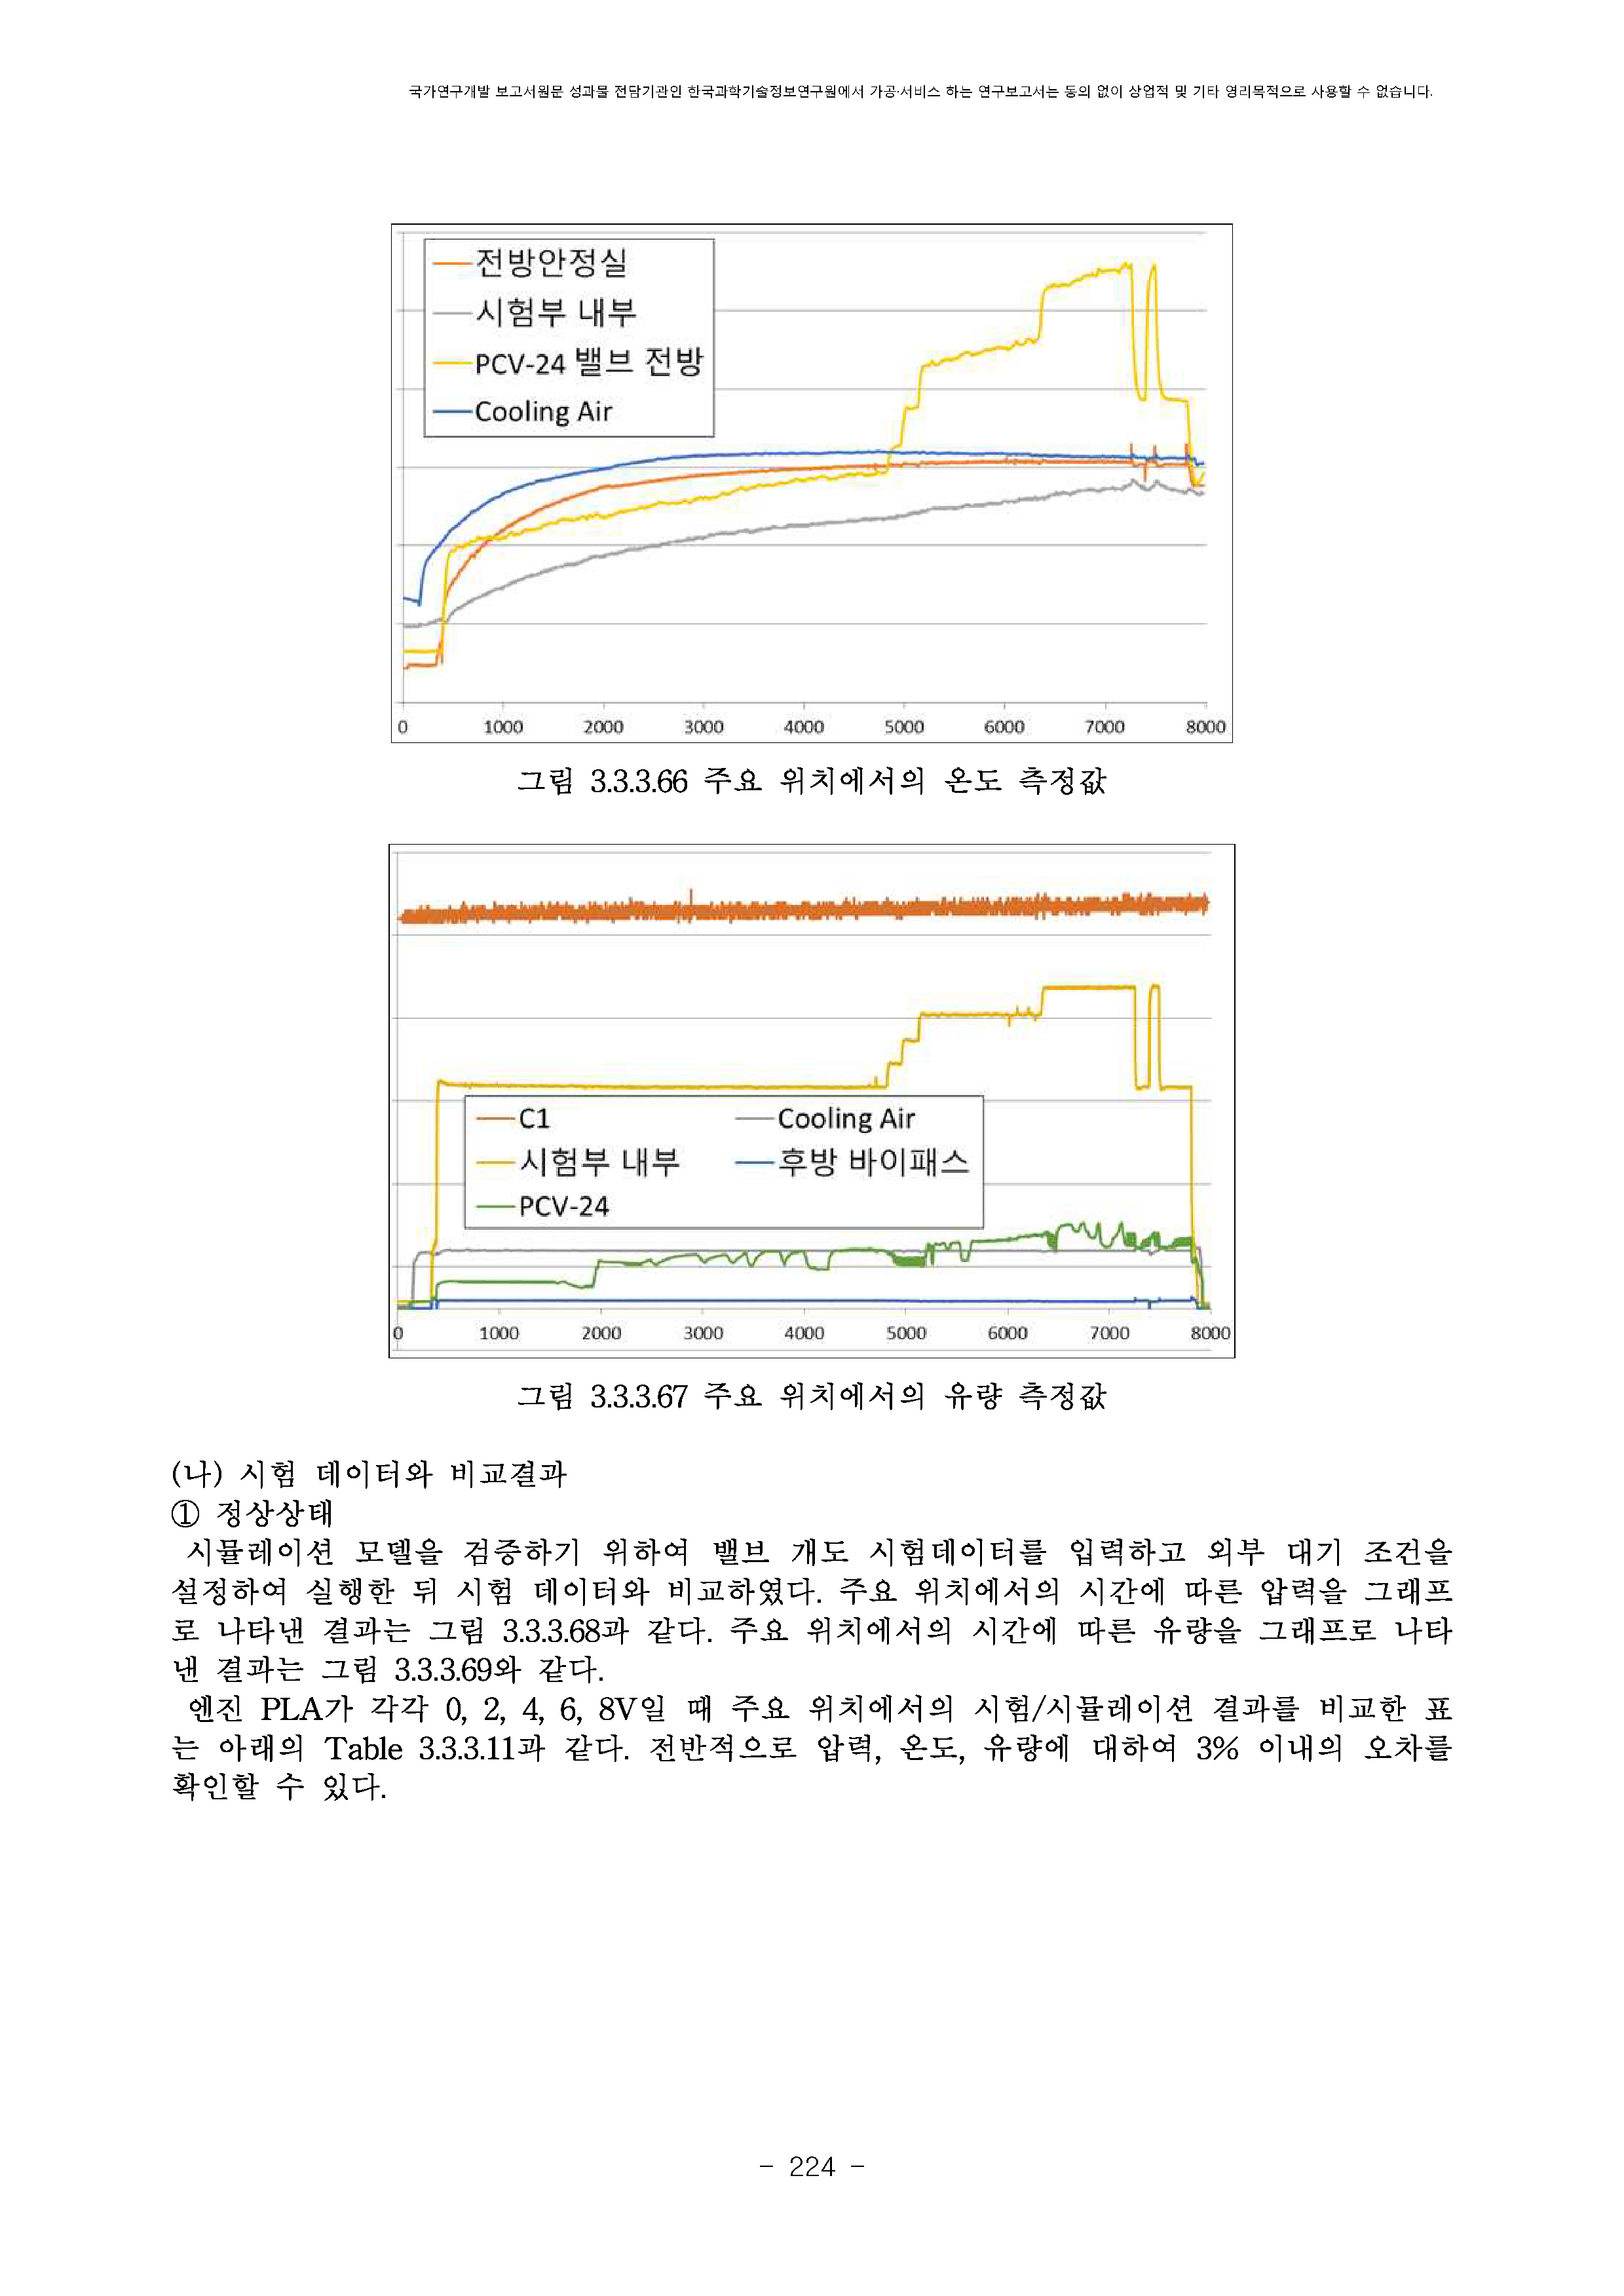 국가연구개발 보고서원문 성과물 전담기관인 한국과학기술정보연구원에서 가공·서비스 하는 연구보고서는 동의 없이 상업적 및 기타 영리목적으로 사용할 수 없습니다.
전방안정실
시험부 내부
PCV-24 밸브 전방
Cooling Air
0 1000 2000 3000 4000 5000 6000 7000 8000
그림 3.3.3.66 주요 위치에서의 온도 측정값
C1 Cooling Air
시험부 내부 후방 바이패스
PCV-24
0 1000 2000 3000 4000 5000 6000 7000 8000
그림 3.3.3.67 주요 위치에서의 유량 측정값
(나) 시험 데이터와 비교결과
① 정상상태
시뮬레이션 모델을 검증하기 위하여 밸브 개도 시험데이터를 입력하고 외부 대기 조건을
설정하여 실행한 뒤 시험 데이터와 비교하였다. 주요 위치에서의 시간에 따른 압력을 그래프
로 나타낸 결과는 그림 3.3.3.68과 같다. 주요 위치에서의 시간에 따른 유량을 그래프로 나타
낸 결과는 그림 3.3.3.69와 같다.
엔진 PLA가 각각 0, 2, 4, 6, 8V일 때 주요 위치에서의 시험/시뮬레이션 결과를 비교한 표
는 아래의 Table 3.3.3.11과 같다. 전반적으로 압력, 온도, 유량에 대하여 3% 이내의 오차를
확인할 수 있다.
- 224 -